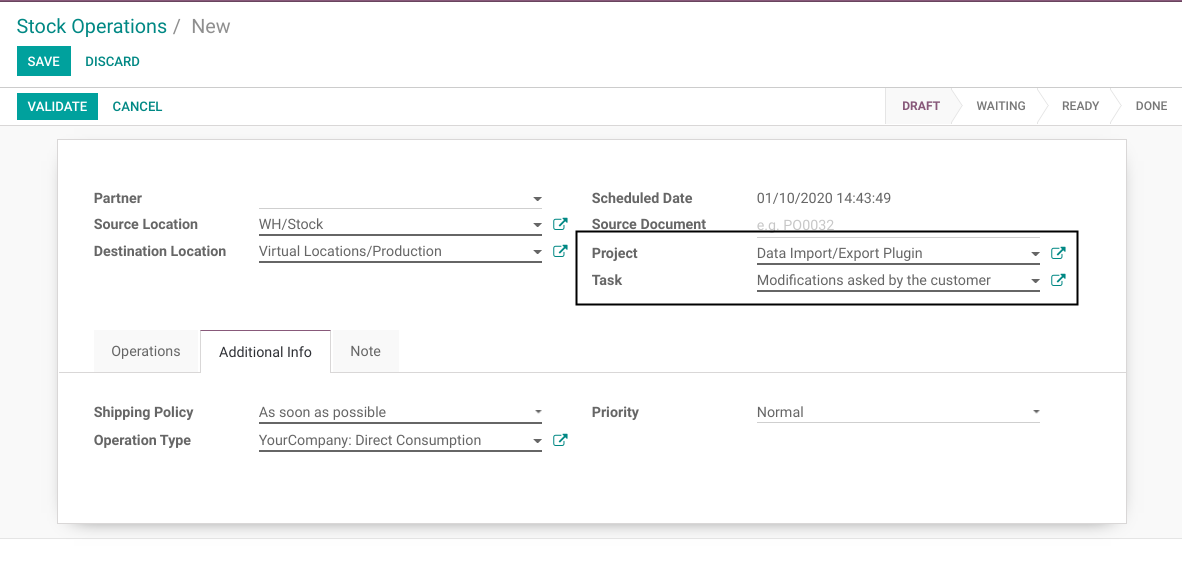 Stock Operations / New
SAVE DISCARD
VALIDATE CANCEL DRAFT WAITING READY DONE
Partner Scheduled Date 01/10/2020 14:43:49
Source Location WH/Stock Source Document e.g. PO0032
Destination Location Virtual Locations/Production Project Data Import/Export Plugin
Task Modifications asked by the customer
Operations Additional Info Note
Shipping Policy As soon as possible Priority Normal
Operation Type YourCompany: Direct Consumption